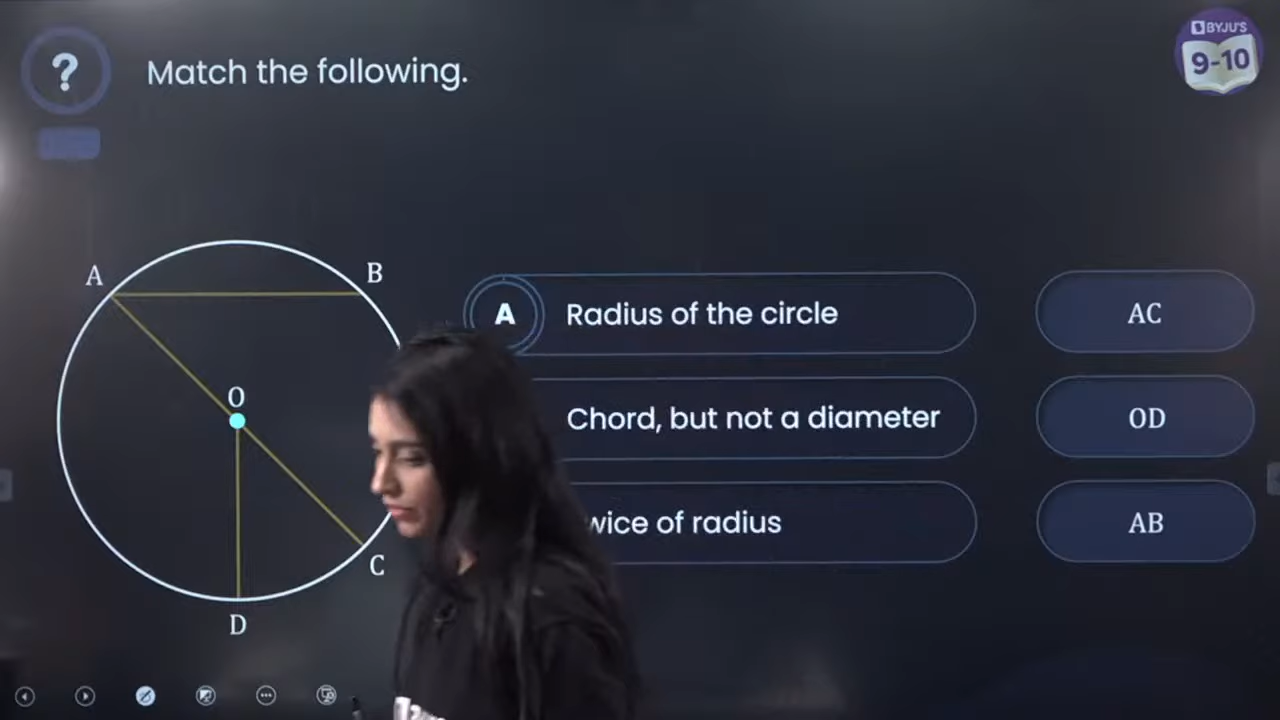 ?
Match the following.
BYJU'S
9-10
A
B
O
C
D
A
Radius of the circle
AC
Chord, but not a diameter
OD
wice of radius
AB